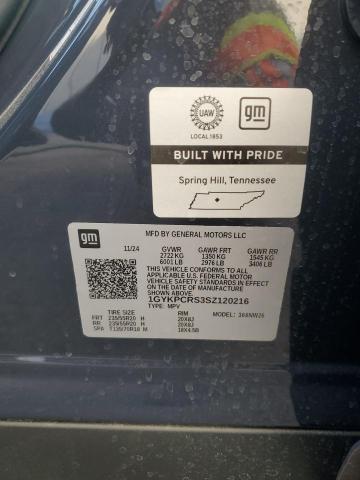 UAW
LOCAL 1853
gm
BUILT WITH PRIDE
Spring Hill, Tennessee
gm
MFD BY GENERAL MOTORS LLC
11/24 GVWR GAWR FRT GAWR RR
2722 KG 1350 KG 1545 KG
6001 LB 2976 LB 3406 LB
THIS VEHICLE CONFORMS TO ALL
APPLICABLE U.S. FEDERAL MOTOR
VEHICLE SAFETY STANDARDS IN EFFECT
ON THE DATE OF MANUFACTURE
SHOWN ABOVE.
1GYKPCRS3SZ120216
TYPE: MPV
TIRE SIZE RIM MODEL:
FRT 235/55R20 H 20X8J
RR 235/55R20 H 20X8J
SPA T135/70R18 M 18X4.5B